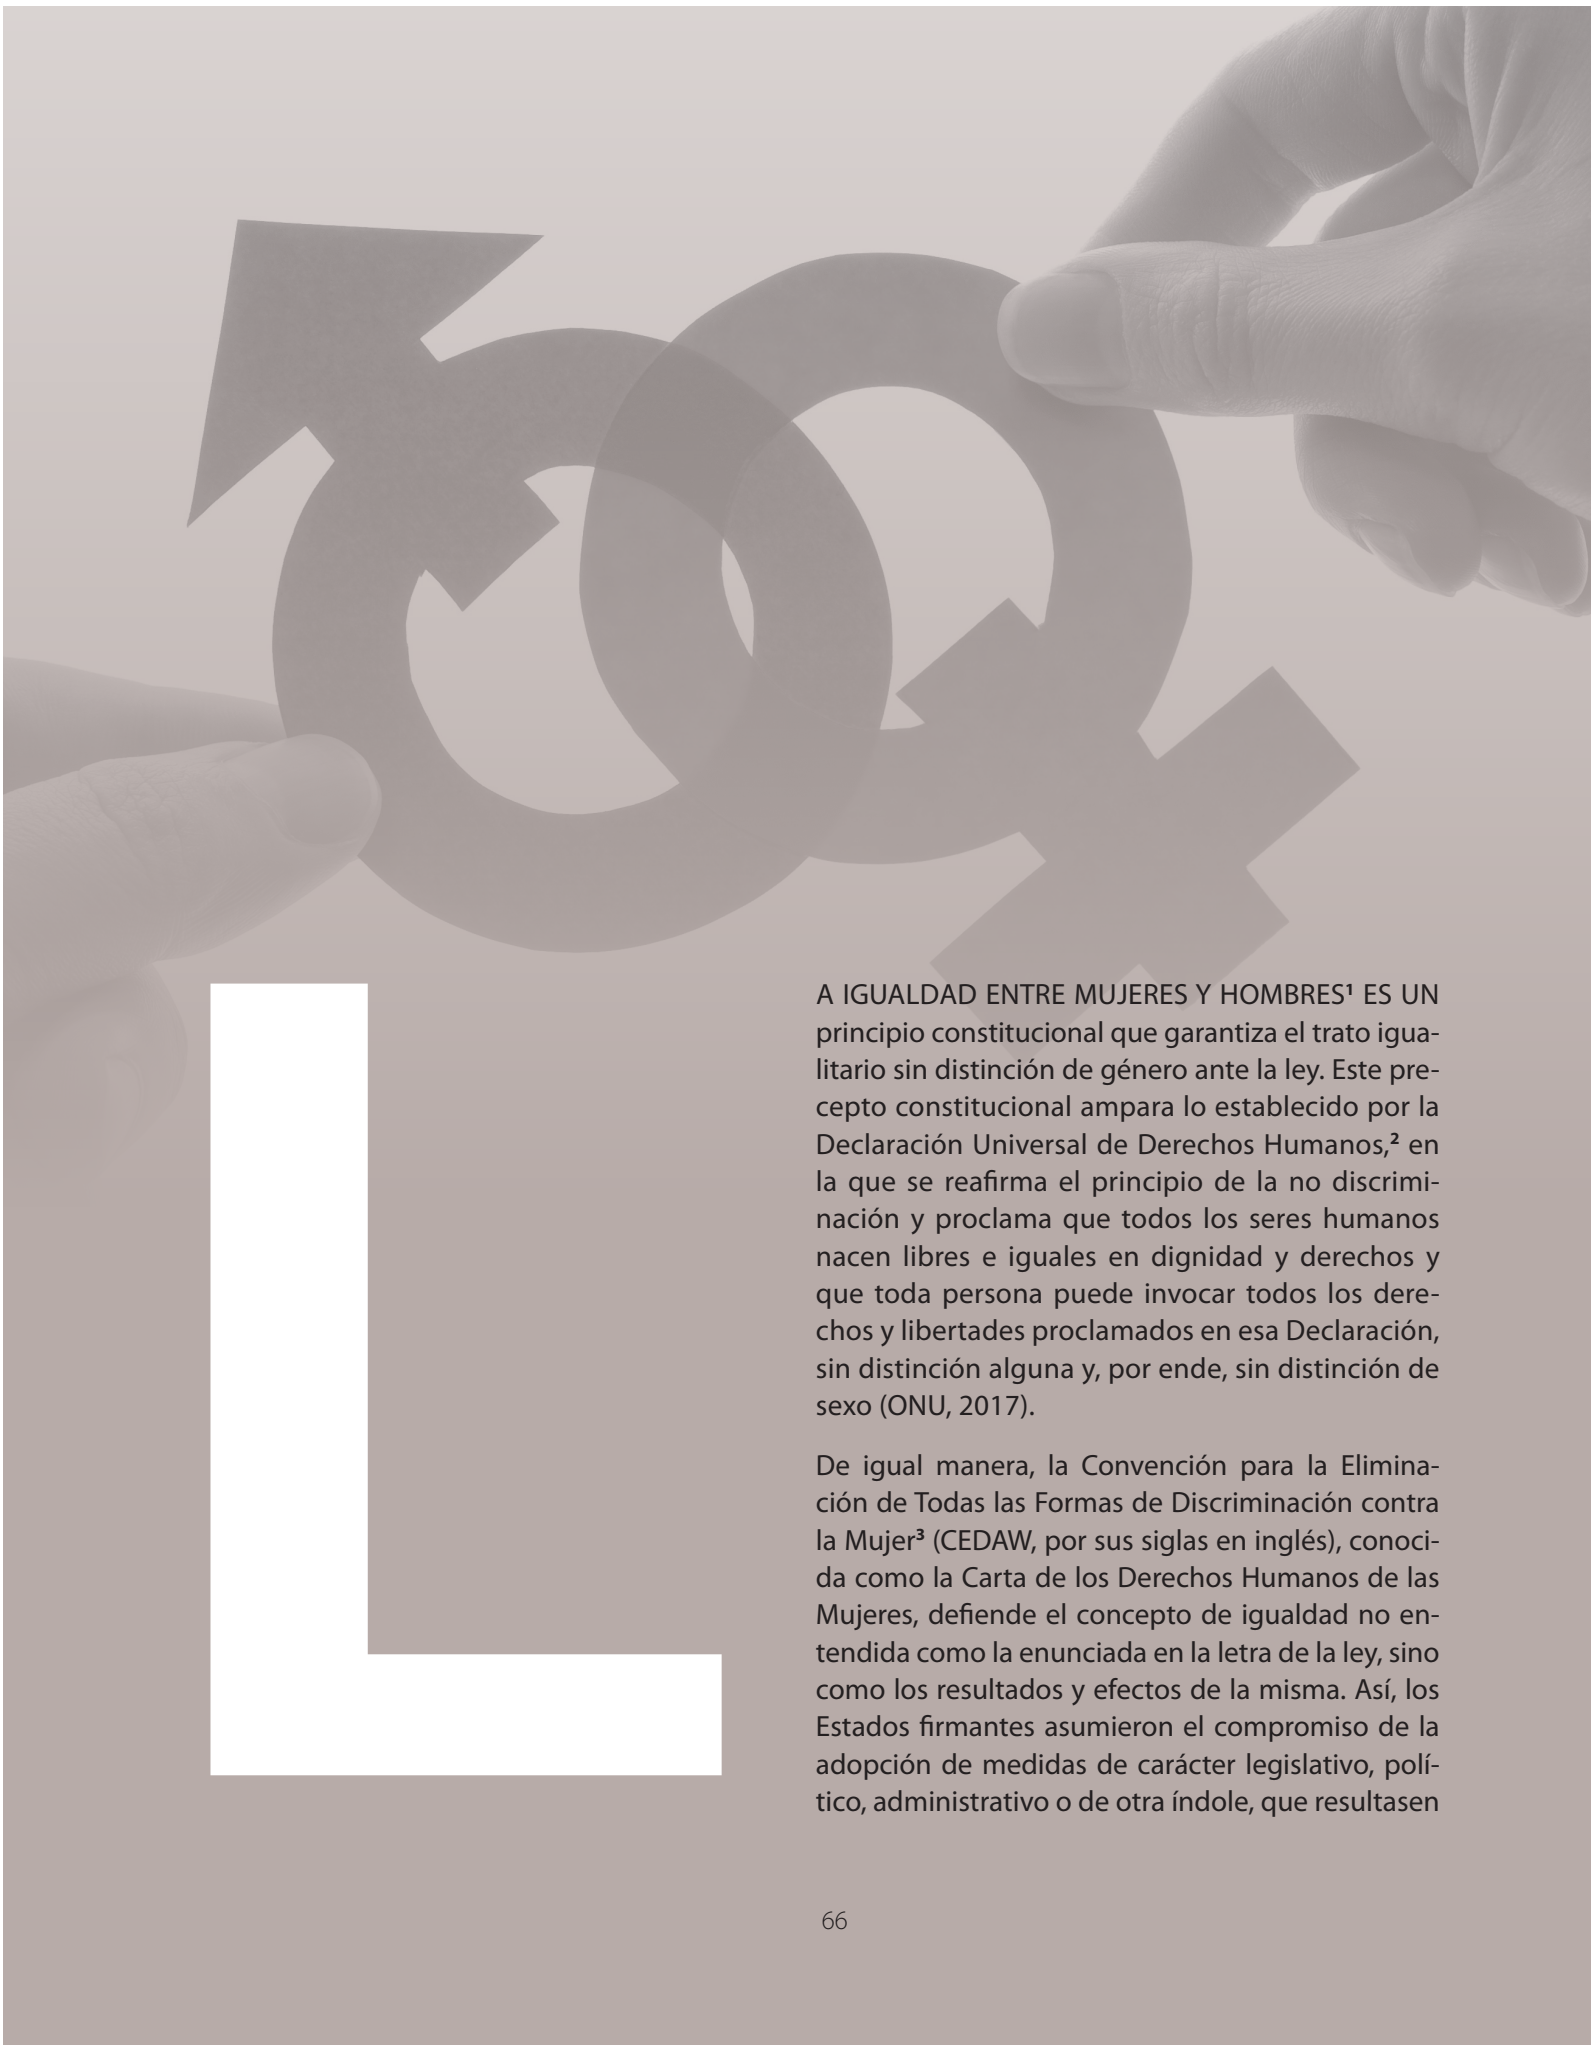 L
A IGUALDAD ENTRE MUJERES Y HOMBRES¹ ES UN
principio constitucional que garantiza el trato igua-
litario sin distinción de género ante la ley. Este pre-
cepto constitucional ampara lo establecido por la
Declaración Universal de Derechos Humanos,² en
la que se reafirma el principio de la no discrimi-
nación y proclama que todos los seres humanos
nacen libres e iguales en dignidad y derechos y
que toda persona puede invocar todos los dere-
chos y libertades proclamados en esa Declaración,
sin distinción alguna y, por ende, sin distinción de
sexo (ONU, 2017).
De igual manera, la Convención para la Elimina-
ción de Todas las Formas de Discriminación contra
la Mujer³ (CEDAW, por sus siglas en inglés), conoci-
da como la Carta de los Derechos Humanos de las
Mujeres, defiende el concepto de igualdad no en-
tendida como la enunciada en la letra de la ley, sino
como los resultados y efectos de la misma. Así, los
Estados firmantes asumieron el compromiso de la
adopción de medidas de carácter legislativo, polí-
tico, administrativo o de otra índole, que resultasen
66